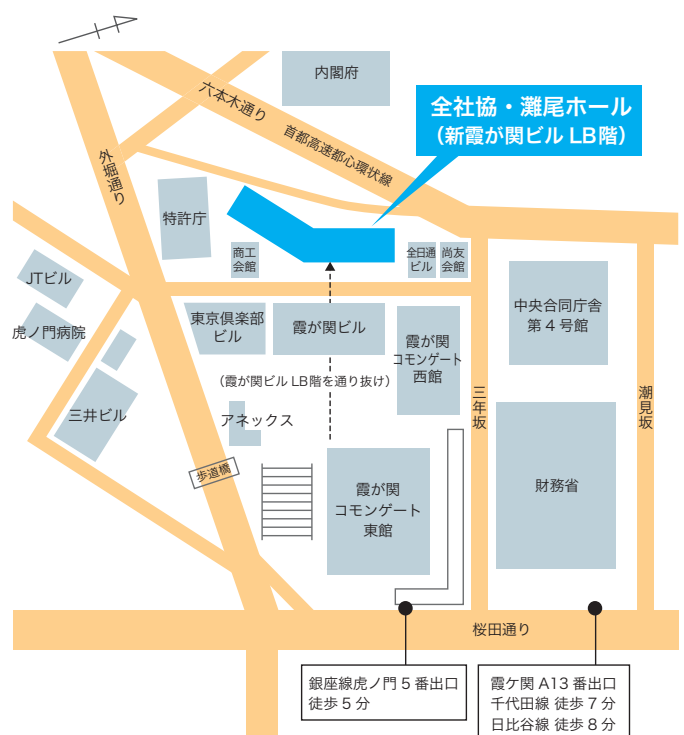 内閣府
全社協・灘尾ホール
（新霞が関ビル LB階）
六本木通り
首都高速都心環状線
外堀通り
特許庁
商工
会館
全日通
ビル
尚友
会館
JTビル
虎ノ門病院
三井ビル
東京倶楽部
ビル
霞が関ビル
霞が関
コモンゲート
西館
中央合同庁舎
第4号館
（霞が関ビル LB階を通り抜け）
アネックス
三年坂
潮見坂
歩道橋
霞が関
コモンゲート
東館
財務省
桜田通り
銀座線虎ノ門5番出口
徒歩5分
霞ケ関 A13番出口
千代田線 徒歩7分
日比谷線 徒歩8分